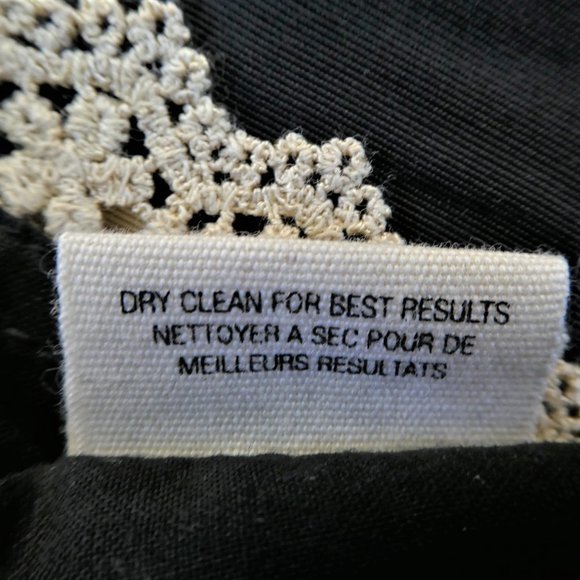 DRY CLEAN FOR BEST RESULTS
NETTOYER A SEC POUR DE
MEILLEURS RESULTATS